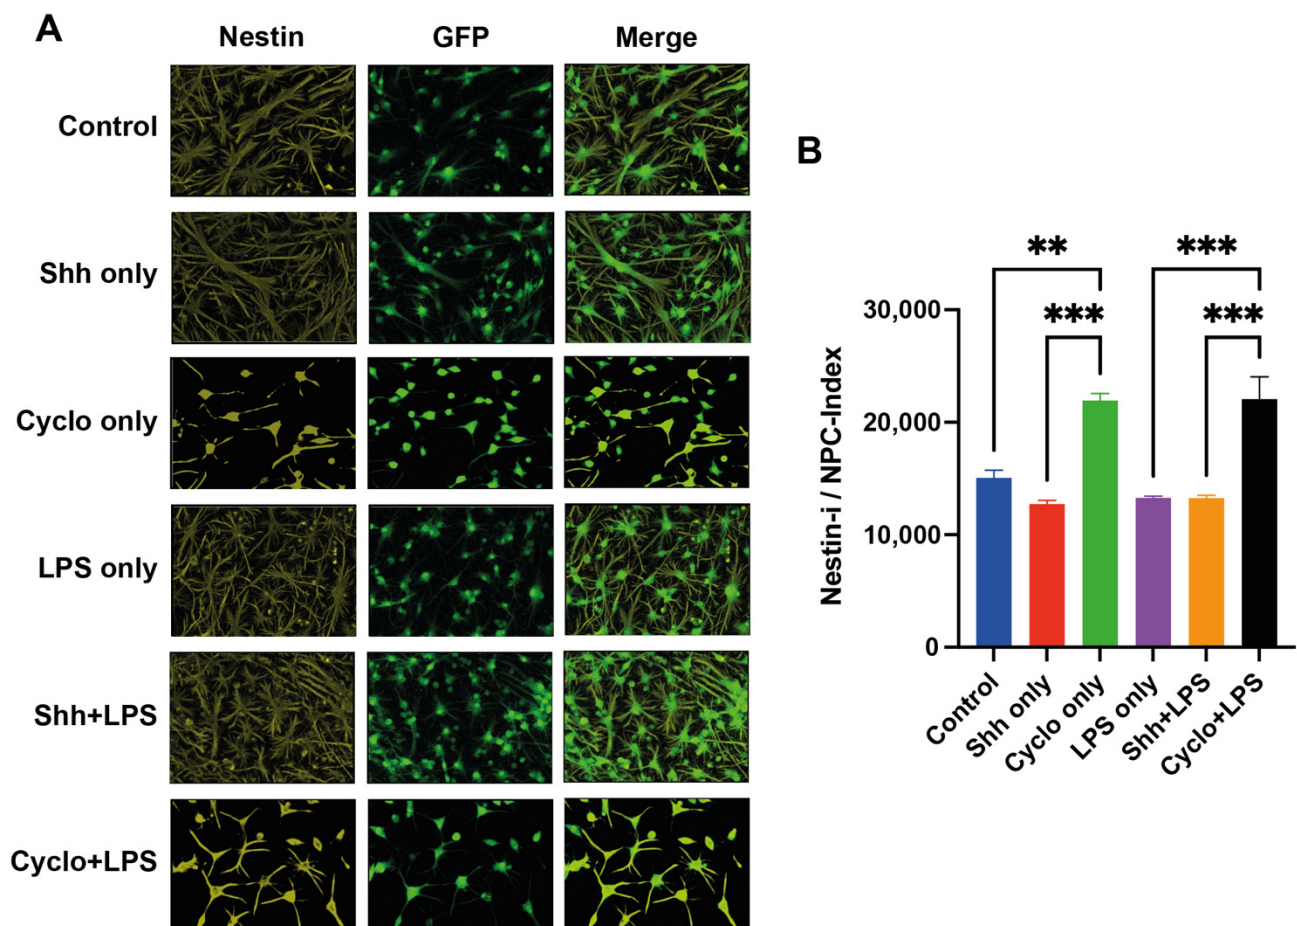 A
Nestin GFP Merge
Control
Shh only
Cyclo only
LPS only
Shh+LPS
Cyclo+LPS
B
** ***
*** ***
30,000
20,000
10,000
0
Nestin-i / NPC-Index
Control
Shh only
Cyclo only
LPS only
Shh+LPS
Cyclo+LPS